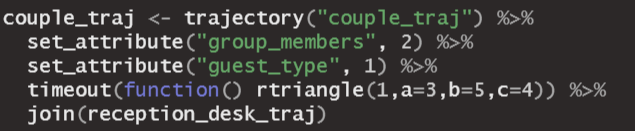 couple_traj <- trajectory("couple_traj") %>%
set_attribute("group_members", 2) %>%
set_attribute("guest_type", 1) %>%
timeout(function() rtriangle(1,a=3,b=5,c=4)) %>%
join(reception_desk_traj)